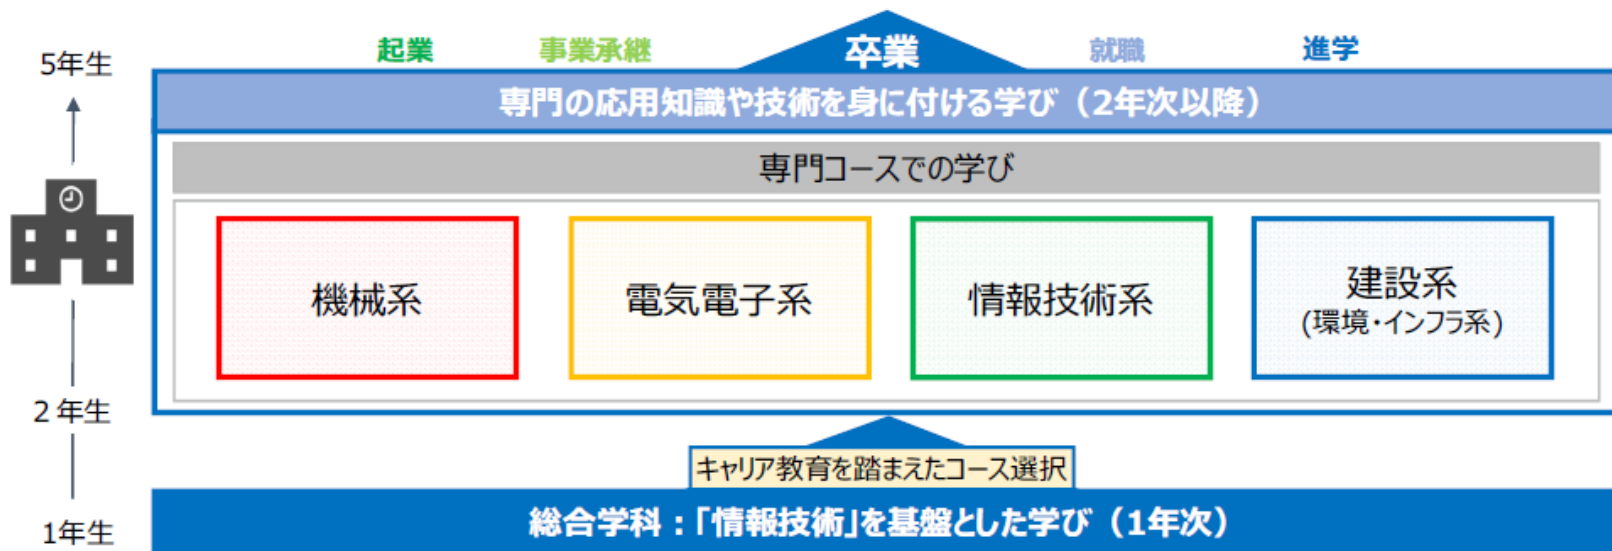 起業
事業承継
卒業
就職
進学
5年生
専門の応用知識や技術を身に付ける学び（2年次以降）
専門コースでの学び
機械系
電気電子系
情報技術系
建設系
(環境・インフラ系)
2年生
キャリア教育を踏まえたコース選択
総合学科：「情報技術」を基盤とした学び（1年次）
1年生